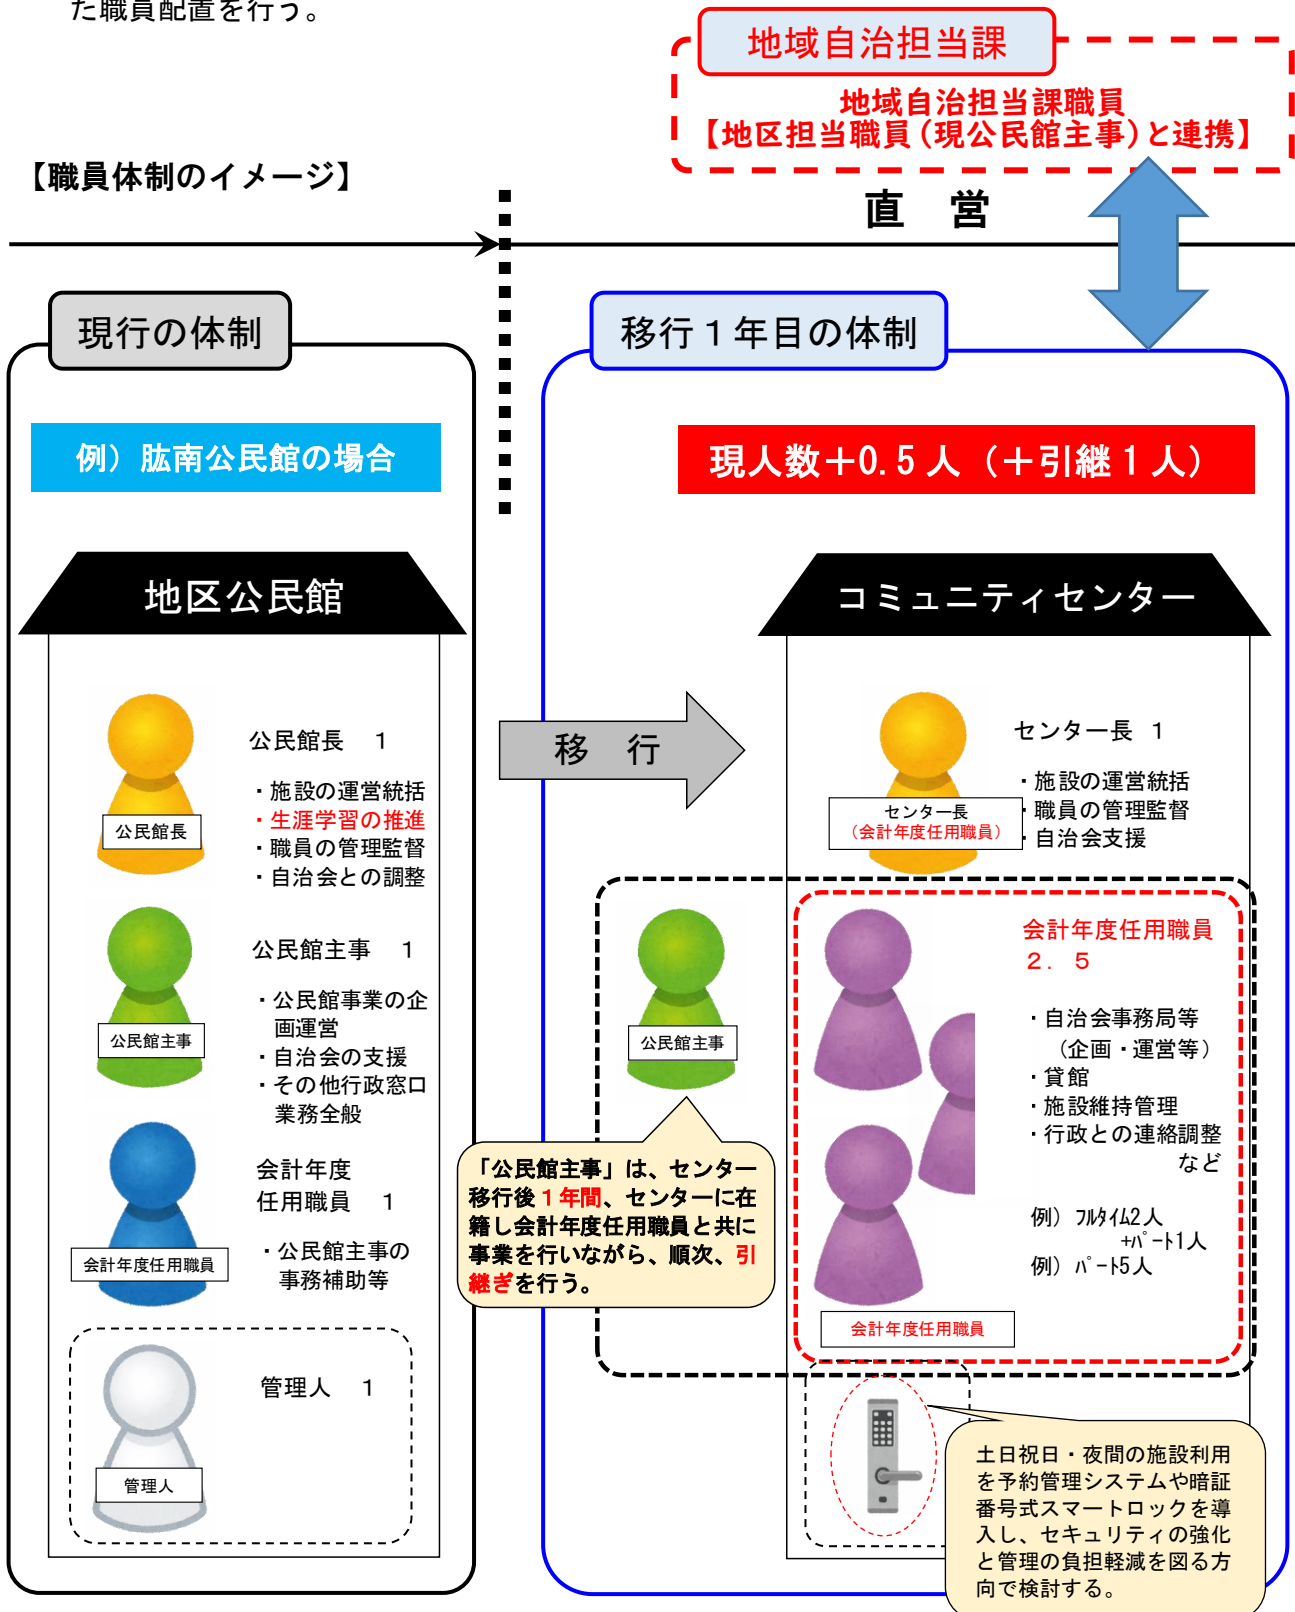 た職員配置を行う。
地域自治担当課
地域自治担当課職員
【地区担当職員(現公民館主事)と連携】
【職員体制のイメージ】
直　営
現行の体制
例）肱南公民館の場合
地区公民館
公民館長　１
・施設の運営統括
・生涯学習の推進
・職員の管理監督
・自治会との調整
公民館長
公民館主事　１
・公民館事業の企
画運営
・自治会の支援
・その他行政窓口
業務全般
公民館主事
会計年度
任用職員　１
・公民館主事の
事務補助等
会計年度任用職員
管理人　１
管理人
移　行
移行１年目の体制
現人数＋0.5人（＋引継１人）
コミュニティセンター
センター長　１
・施設の運営統括
・職員の管理監督
・自治会支援
センター長
（会計年度任用職員）
公民館主事
「公民館主事」は、センター
移行後１年間、センターに在
籍し会計年度任用職員と共に
事業を行いながら、順次、引
継ぎを行う。
会計年度任用職員
２．５
・自治会事務局等
（企画・運営等）
・貸館
・施設維持管理
・行政との連絡調整
など
例）ﾌﾙﾀｲﾑ2人
+ﾊﾟｰﾄ1人
例）ﾊﾟｰﾄ5人
会計年度任用職員
土日祝日・夜間の施設利用
を予約管理システムや暗証
番号式スマートロックを導
入し、セキュリティの強化
と管理の負担軽減を図る方
向で検討する。